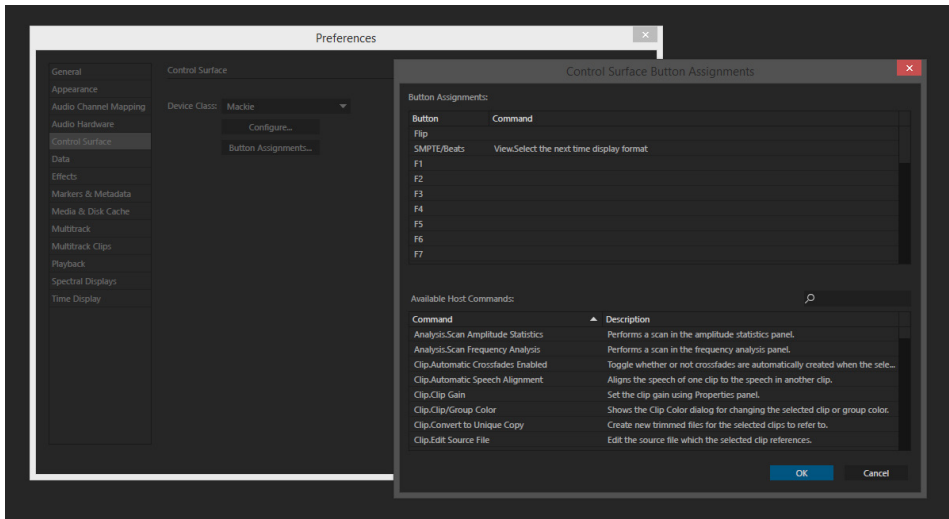 Preferences
General
Appearance
Audio Channel Mapping
Audio Hardware
Control Surface
Data
Effects
Markers & Metadata
Media & Disk Cache
Multitrack
Multitrack Clips
Playback
Spectral Displays
Time Display
Control Surface
Device Class: Mackie
Configure...
Button Assignments...
Control Surface Button Assignments
Button Assignments:
Button Command
Flip
SMPTE/Beats View.Select the next time display format
F1
F2
F3
F4
F5
F6
F7
Available Host Commands:
Command Description
Analysis.Scan Amplitude Statistics Performs a scan in the amplitude statistics panel.
Analysis.Scan Frequency Analysis Performs a scan in the frequency analysis panel.
Clip.Automatic Crossfades Enabled Toggle whether or not crossfades are automatically created when the sele...
Clip.Automatic Speech Alignment Aligns the speech of one clip to the speech in another clip.
Clip.Clip Gain Set the clip gain using Properties panel.
Clip.Clip/Group Color Shows the Clip Color dialog for changing the selected clip or group color.
Clip.Convert to Unique Copy Create new trimmed files for the selected clips to refer to.
Clip.Edit Source File Edit the source file which the selected clip references.
OK Cancel